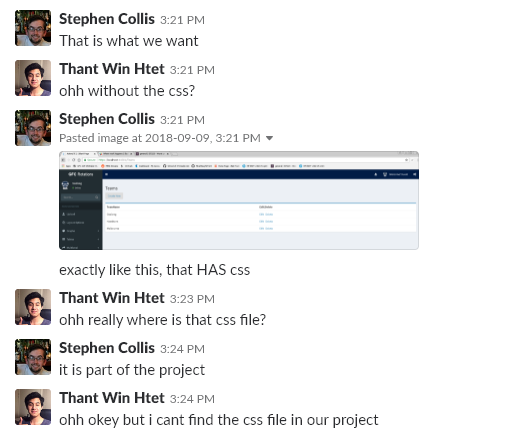 Stephen Collis 3:21 PM
That is what we want
Thant Win Htet 3:21 PM
ohh without the css?
Stephen Collis 3:21 PM
Pasted image at 2018-09-09, 3:21 PM
Teams
exactly like this, that HAS css
Thant Win Htet 3:23 PM
ohh really where is that css file?
Stephen Collis 3:24 PM
it is part of the project
Thant Win Htet 3:24 PM
ohh okey but i cant find the css file in our project